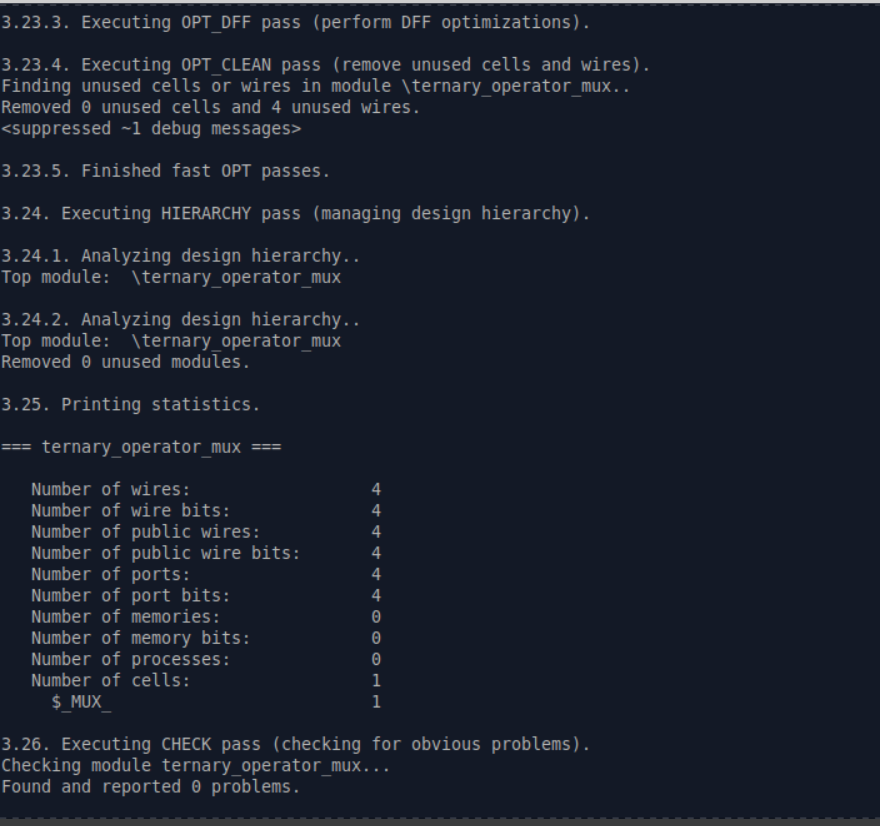 3.23.3. Executing OPT_DFF pass (perform DFF optimizations).
3.23.4. Executing OPT_CLEAN pass (remove unused cells and wires).
Finding unused cells or wires in module \ternary_operator_mux..
Removed 0 unused cells and 4 unused wires.
<suppressed ~1 debug messages>
3.23.5. Finished fast OPT passes.
3.24. Executing HIERARCHY pass (managing design hierarchy).
3.24.1. Analyzing design hierarchy..
Top module:  \ternary_operator_mux
3.24.2. Analyzing design hierarchy..
Top module:  \ternary_operator_mux
Removed 0 unused modules.
3.25. Printing statistics.
=== ternary_operator_mux ===
   Number of wires:                  4
   Number of wire bits:              4
   Number of public wires:           4
   Number of public wire bits:       4
   Number of ports:                  4
   Number of port bits:              4
   Number of memories:               0
   Number of memory bits:            0
   Number of processes:              0
   Number of cells:                  1
     $_MUX_                          1
3.26. Executing CHECK pass (checking for obvious problems).
Checking module ternary_operator_mux...
Found and reported 0 problems.